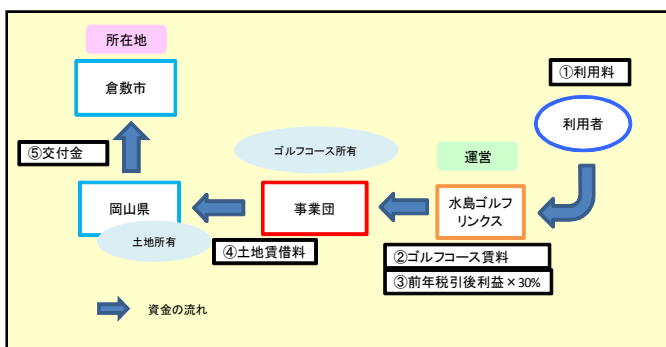 所在地
倉敷市
①利用料
利用者
⑤交付金
ゴルフコース所有
運営
岡山県
事業団
水島ゴルフ
リンクス
土地所有
④土地賃借料
②ゴルフコース賃料
③前年税引後利益×30%
資金の流れ